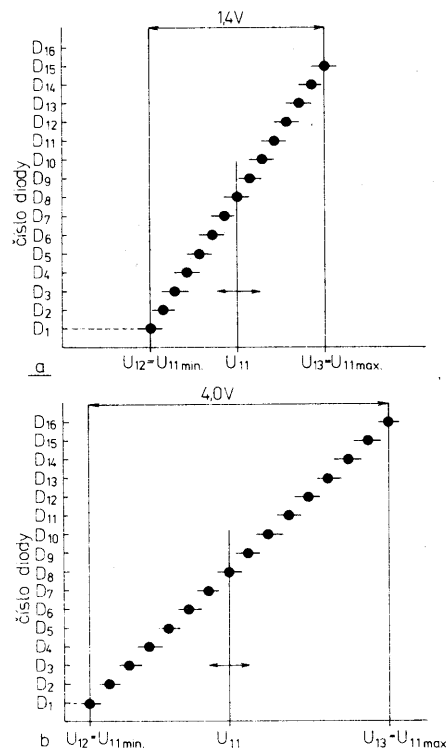 1,4V
D16
D15
D14
D13
D12
D11
D10
D9
D8
D7
D6
D5
D4
D3
D2
D1
číslo diody
U12=U11min. U11 U13=U11max.
a
4,0V
D16
D15
D14
D13
D12
D11
D10
D9
D8
D7
D6
D5
D4
D3
D2
D1
číslo diody
b U12=U11min. U11 U13=U11max